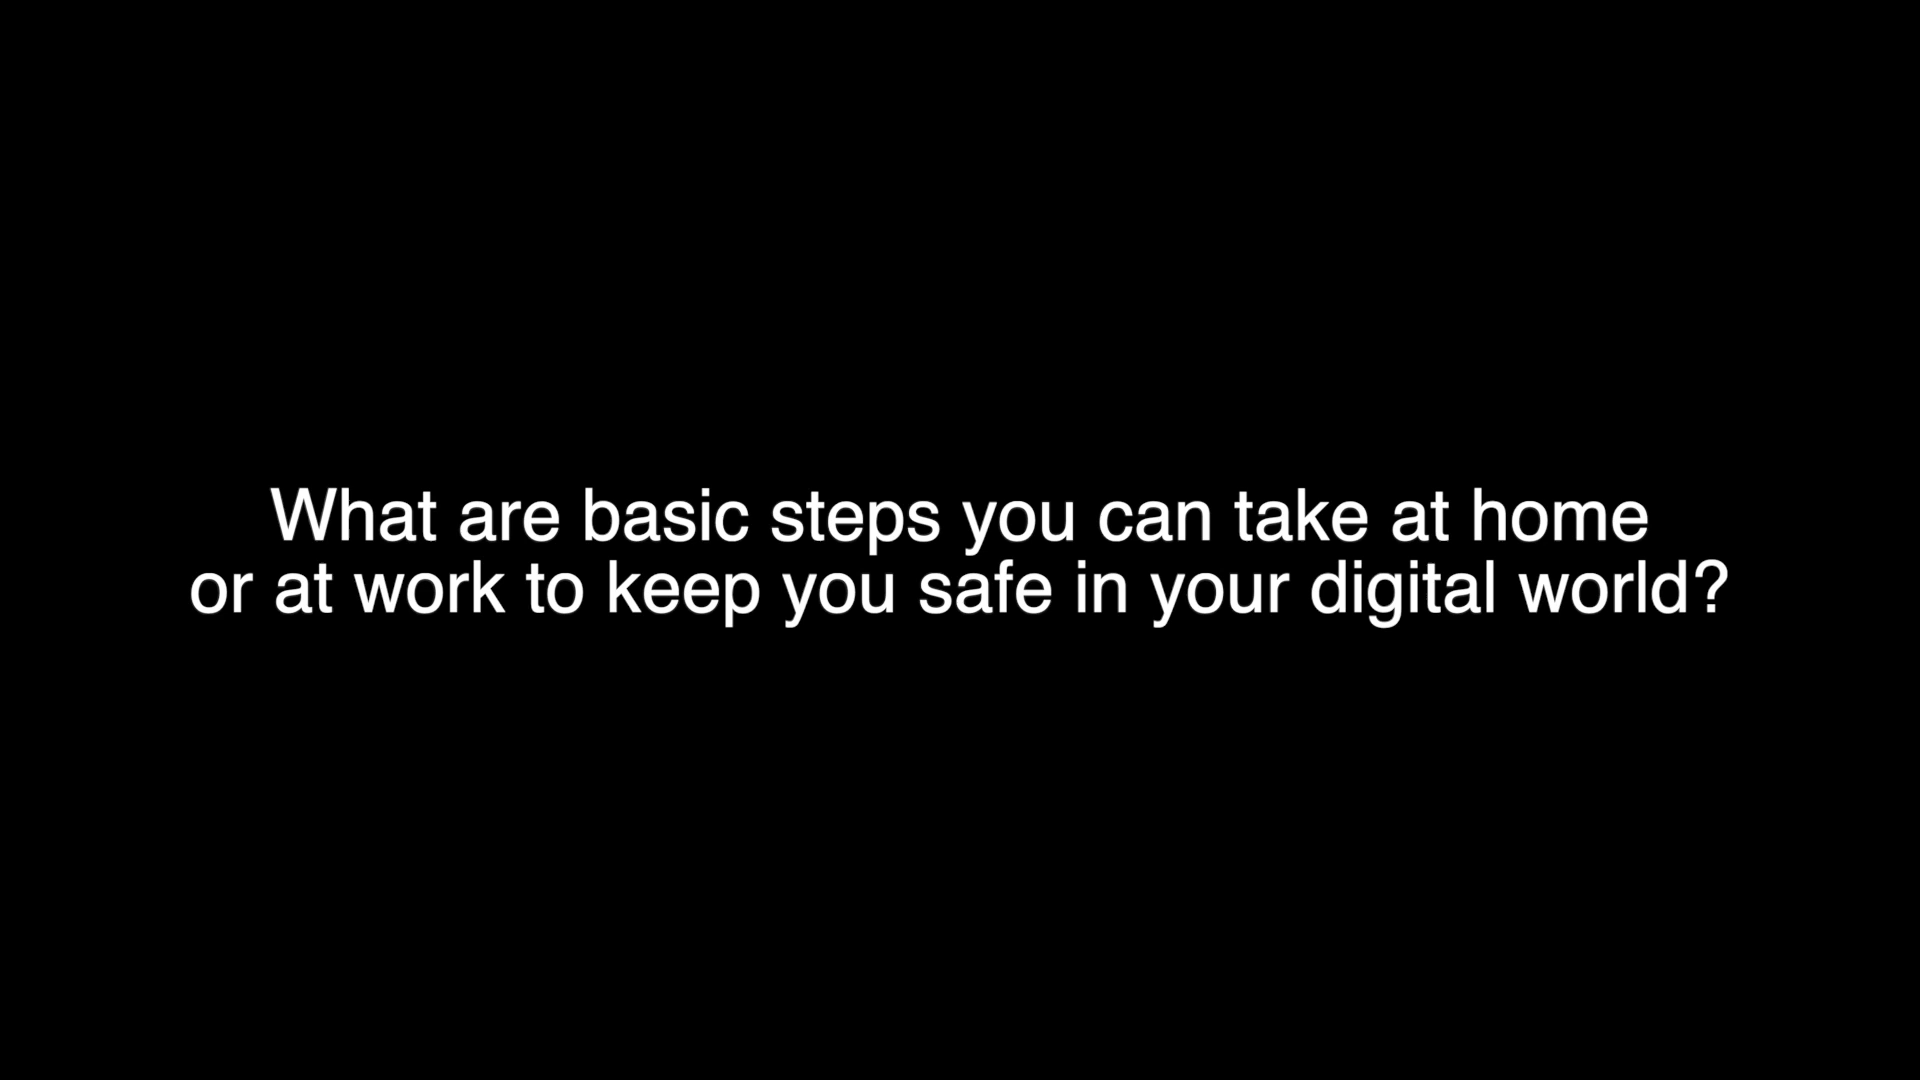 What are basic steps you can take at home
or at work to keep you safe in your digital world?